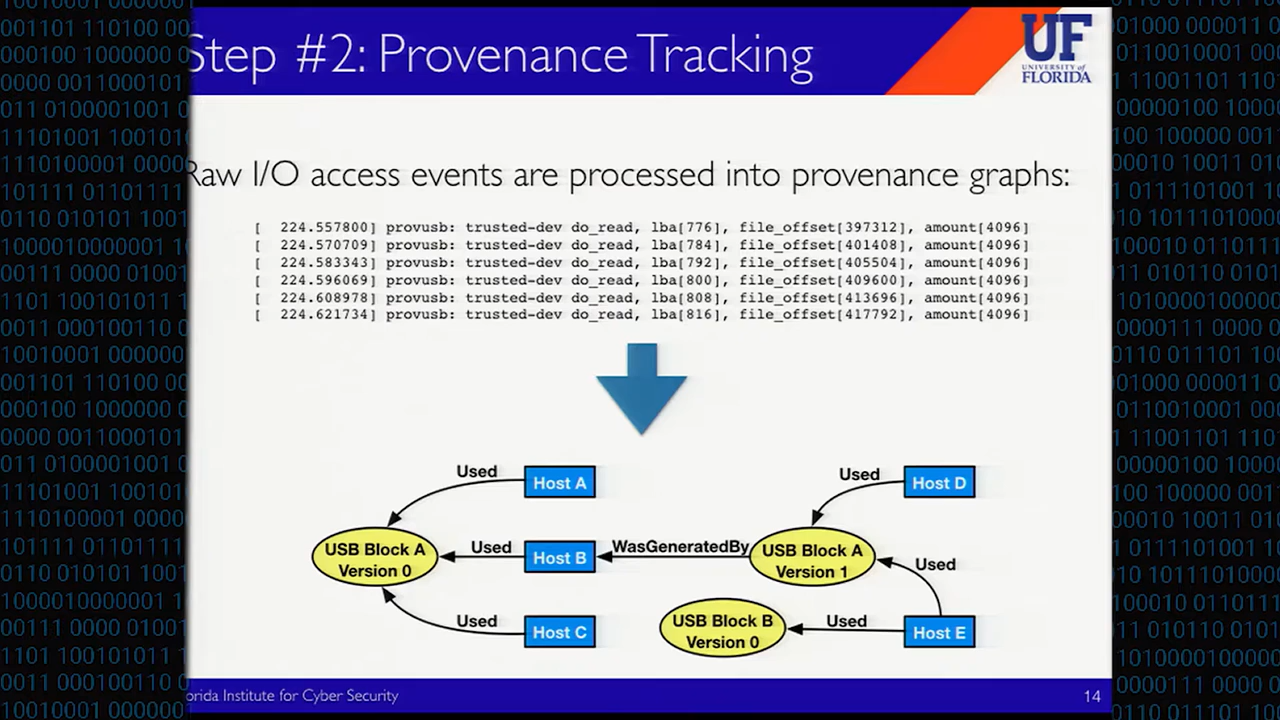 Step #2: Provenance Tracking
UF
UNIVERSITY of
FLORIDA
Raw I/O access events are processed into provenance graphs:
[ 224.557800] provusb: trusted-dev do_read, lba[776], file_offset[397312], amount[4096]
[ 224.570709] provusb: trusted-dev do_read, lba[784], file_offset[401408], amount[4096]
[ 224.583343] provusb: trusted-dev do_read, lba[792], file_offset[405504], amount[4096]
[ 224.596069] provusb: trusted-dev do_read, lba[800], file_offset[409600], amount[4096]
[ 224.608978] provusb: trusted-dev do_read, lba[808], file_offset[413696], amount[4096]
[ 224.621734] provusb: trusted-dev do_read, lba[816], file_offset[417792], amount[4096]
Used
Host A
Used
Host D
USB Block A
Version 0
Used
Host B
WasGeneratedBy
USB Block A
Version 1
Used
Used
Host C
USB Block B
Version 0
Used
Host E
orida Institute for Cyber Security
14